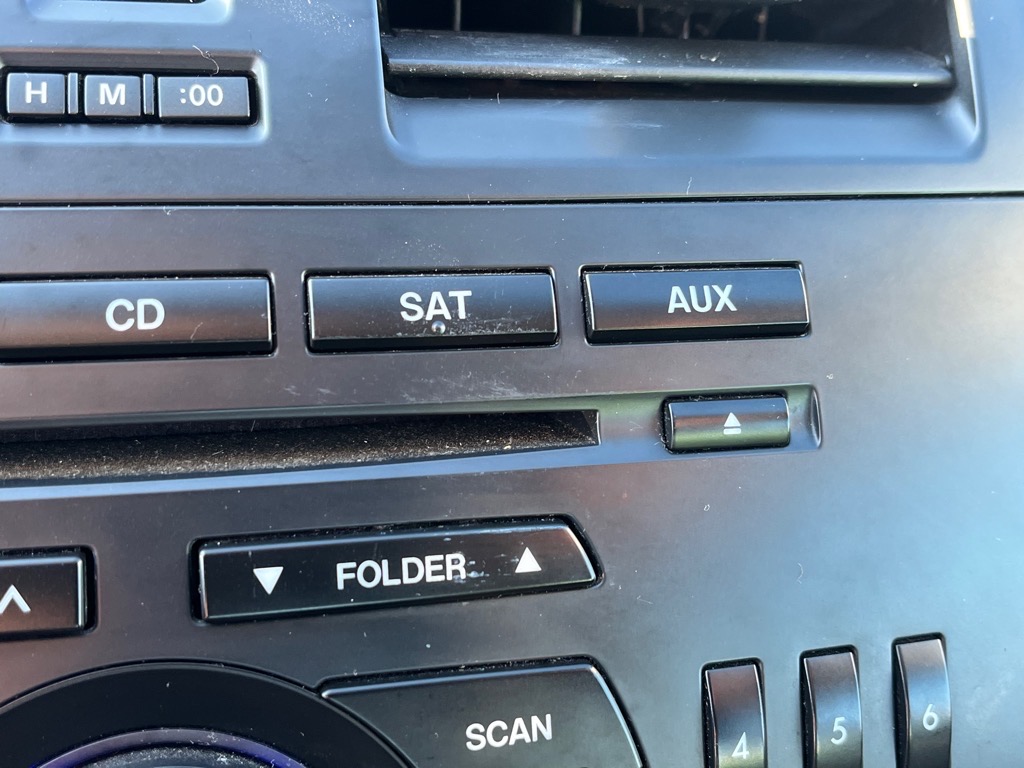 H M :00
CD SAT AUX
FOLDER
SCAN 4 5 6